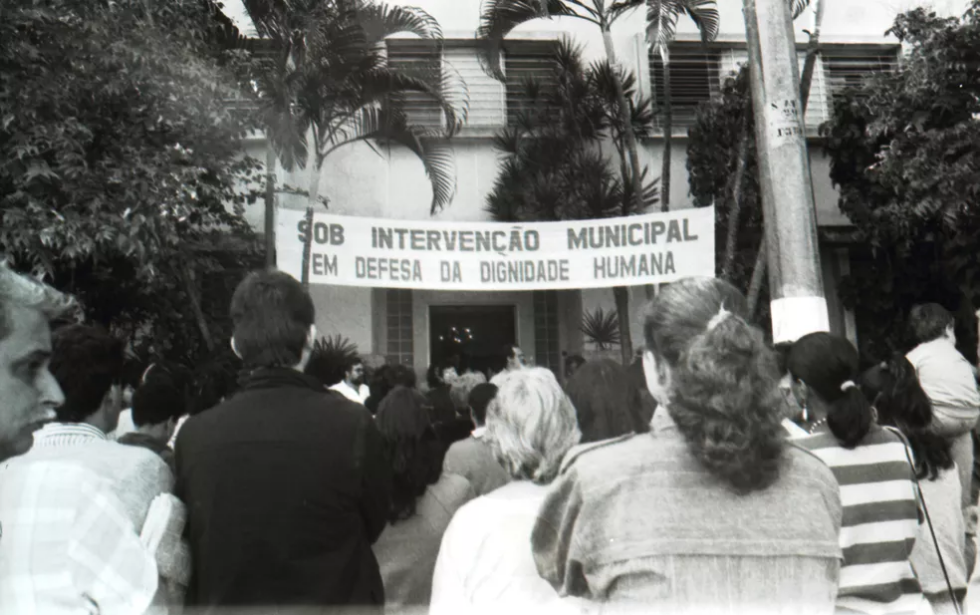 SOB INTERVENÇÃO MUNICIPAL
EM DEFESA DA DIGNIDADE HUMANA